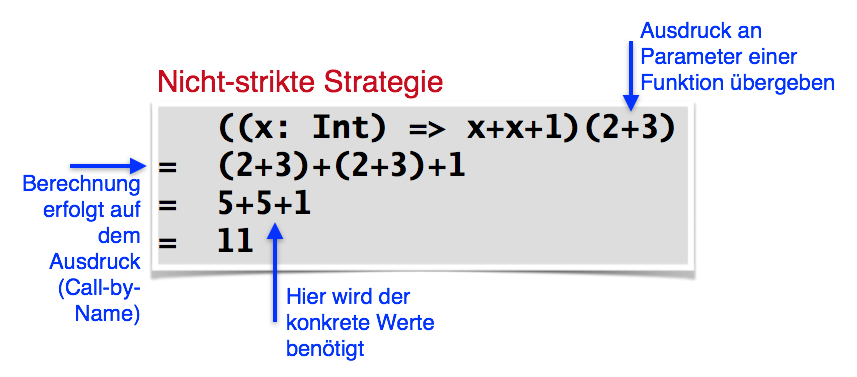 Ausdruck an
Parameter einer
Funktion übergeben
Nicht-strikte Strategie
((x: Int) => x+x+1)(2+3)
= (2+3)+(2+3)+1
= 5+5+1
= 11
Berechnung
erfolgt auf
dem
Ausdruck
(Call-by-
Name)
Hier wird der
konkrete Werte
benötigt